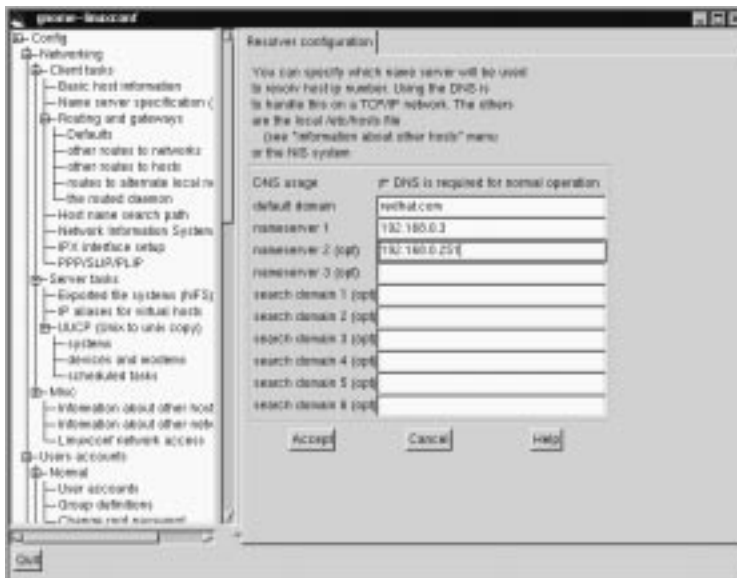 gnome-linuxconf
Config
Networking
Client tasks
Basic host information
Name server specification (
Routing and gateways
Defaults
other routes to networks
other routes to hosts
routes to alternate local n
the routed daemon
Host name search path
Network Information System
IPX interface setup
PPP/SLIP/PLIP
Server tasks
Exported file systems (NFS)
IP aliases for virtual hosts
UUCP (Unix to unix copy)
systems
devices and modems
scheduled tasks
Misc
Information about other host
Information about other netw
Linuxconf network access
Users accounts
Normal
User accounts
Group definitions
Change root password
Quit
Resolver configuration
You can specify which name server will be used
to resolv host ip number. Using the DNS is
to handle this on a TCP/IP network. The others
are the local /etc/hosts file
(see "information about other hosts" menu
or the NIS system
DNS usage DNS is required for normal operation
default domain redhat.com
nameserver 1 192.168.0.3
nameserver 2 (opt) 192.168.0.251
nameserver 3 (opt)
search domain 1 (opt
search domain 2 (opt
search domain 3 (opt
search domain 4 (opt
search domain 5 (opt
search domain 6 (opt
Accept Cancel Help